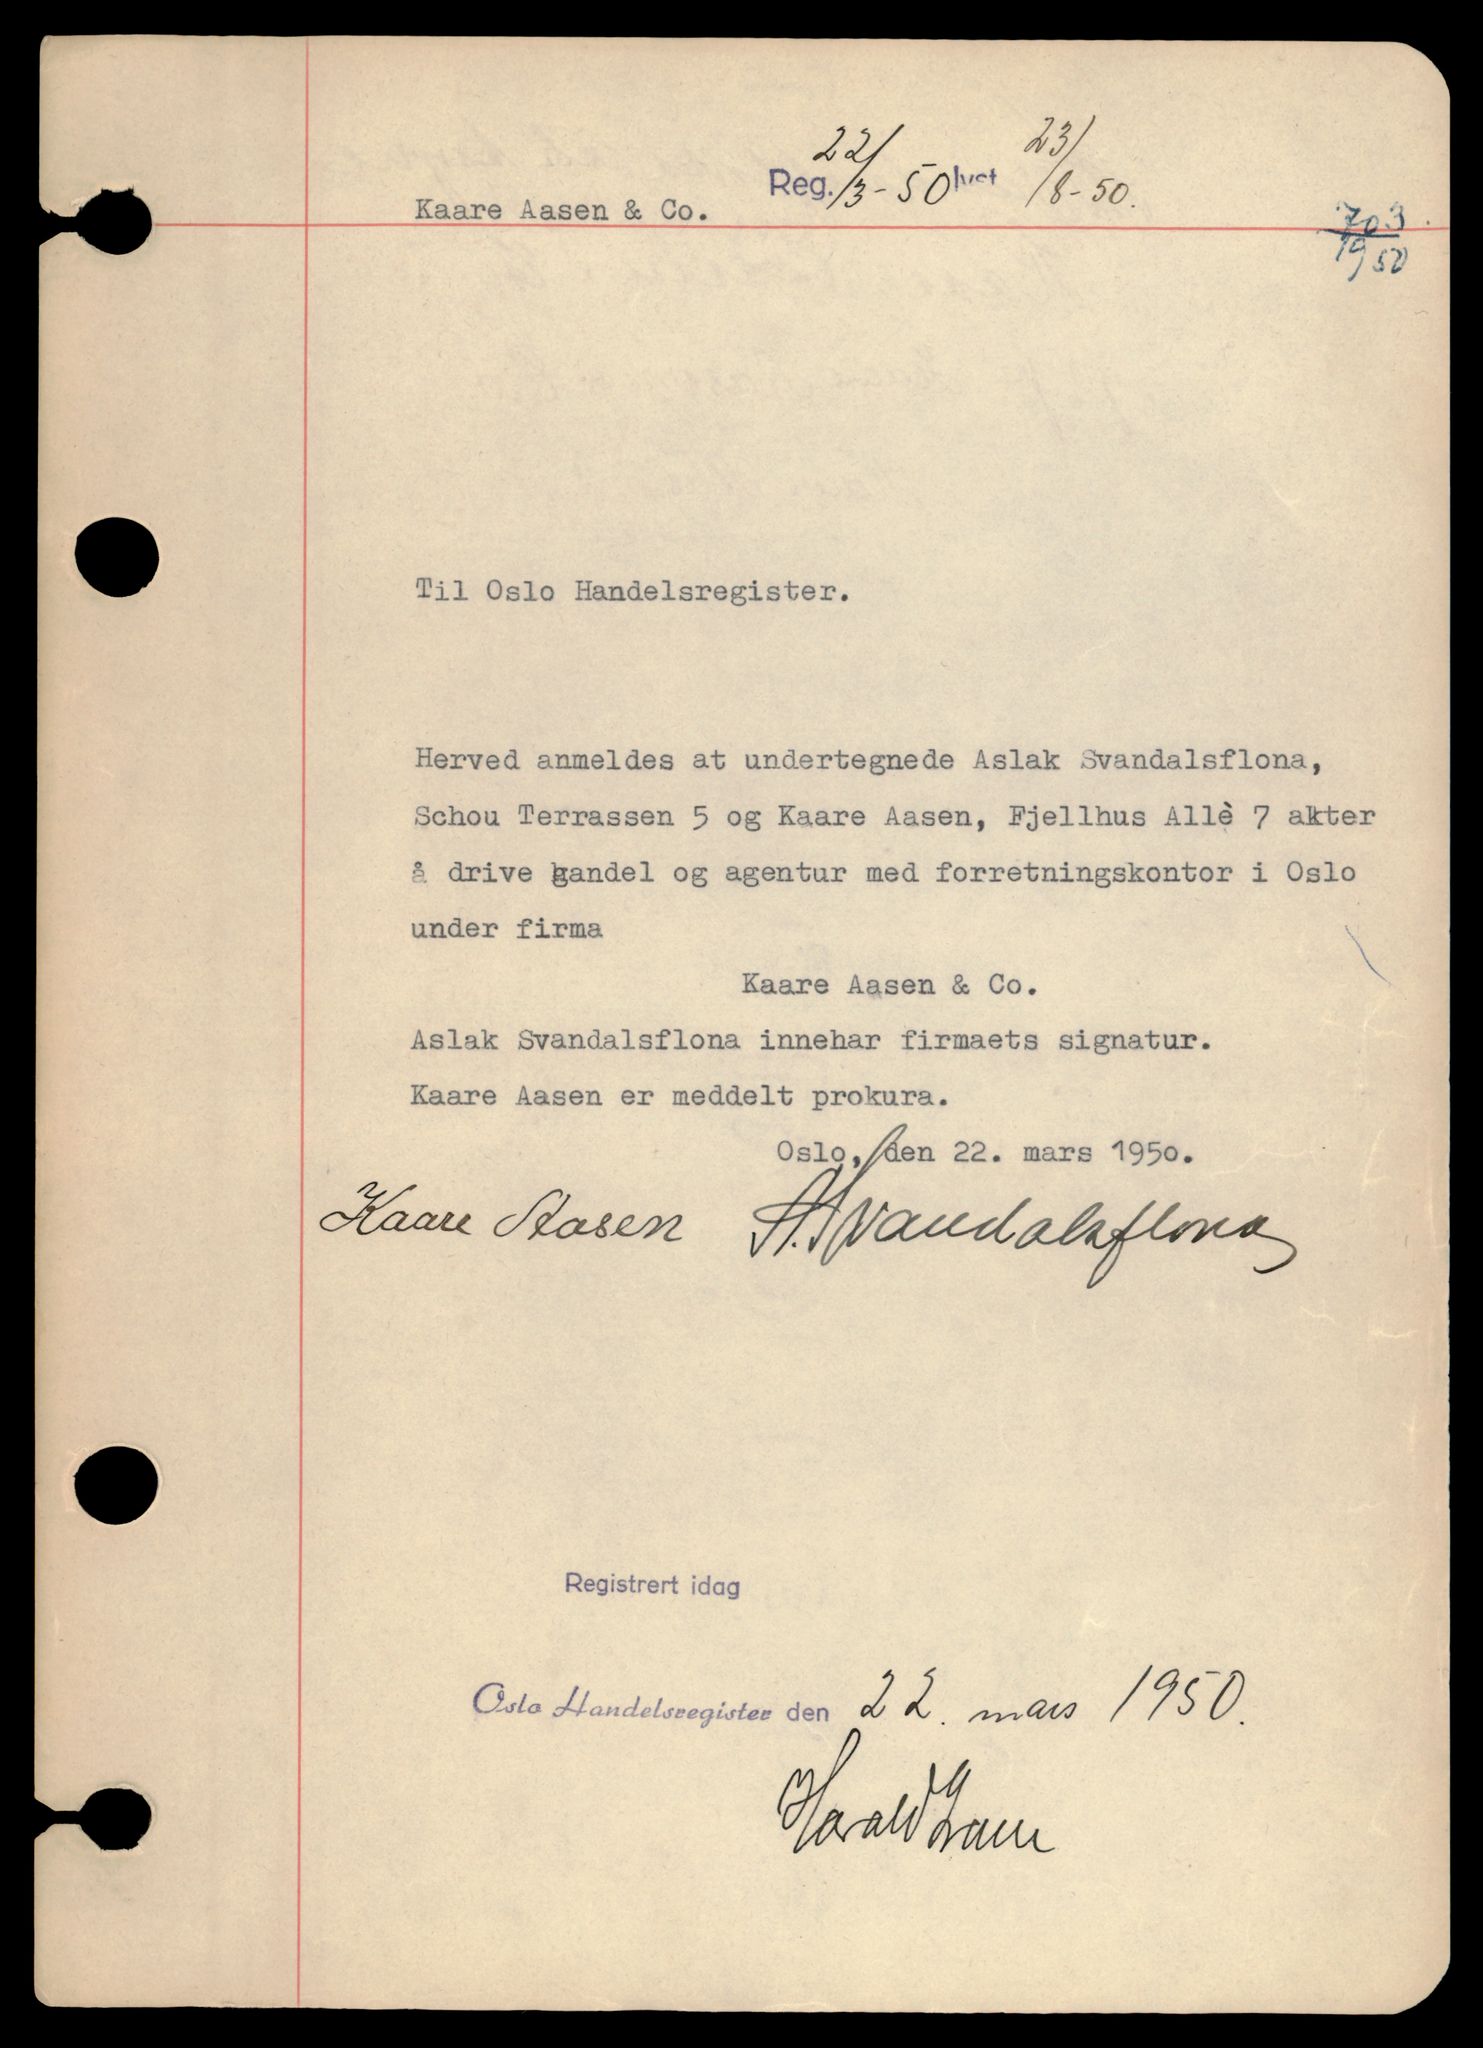 Reg. 22/3-50 lyst 23/8-50.
Kaare Aasen & Co.
703
1950
Til Oslo Handelsregister.
Herved anmeldes at undertegnede Aslak Svandalsflona,
Schou Terrassen 5 og Kaare Aasen, Fjellhus Allè 7 akter
å drive handel og agentur med forretningskontor i Oslo
under firma
Kaare Aasen & Co.
Aslak Svandalsflona innehar firmaets signatur.
Kaare Aasen er meddelt prokura.
Oslo, den 22. mars 1950.
Kaare Aasen A. Svandalsflona
Registrert idag
Oslo Handelsregister den 22. mars 1950.
Harald Gram